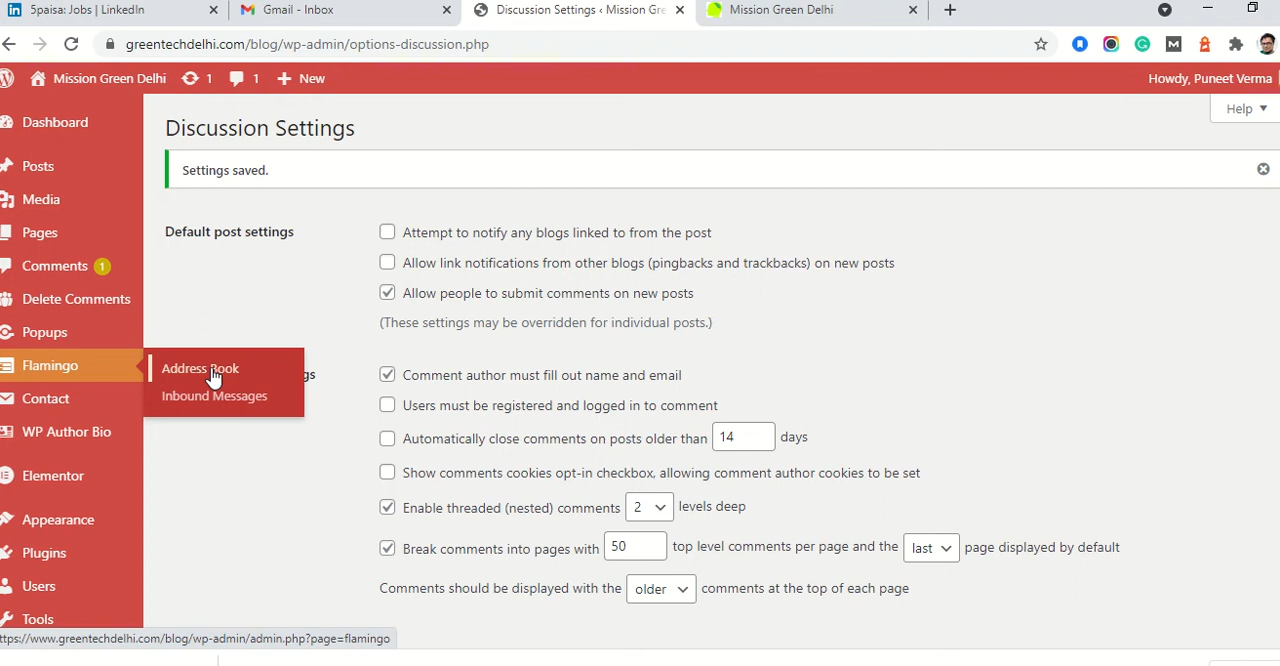 5paisa: Jobs | LinkedIn
Gmail - Inbox
Discussion Settings ‹ Mission Gre
Mission Green Delhi
greentechdelhi.com/blog/wp-admin/options-discussion.php
Mission Green Delhi 1 1 + New
Howdy, Puneet Verma
Help
Dashboard
Posts
Media
Pages
Comments 1
Delete Comments
Popups
Flamingo
Contact
WP Author Bio
Elementor
Appearance
Plugins
Users
Tools
Address Book
Inbound Messages
Discussion Settings
Settings saved.
Default post settings
Attempt to notify any blogs linked to from the post
Allow link notifications from other blogs (pingbacks and trackbacks) on new posts
Allow people to submit comments on new posts
(These settings may be overridden for individual posts.)
gs
Comment author must fill out name and email
Users must be registered and logged in to comment
Automatically close comments on posts older than 14 days
Show comments cookies opt-in checkbox, allowing comment author cookies to be set
Enable threaded (nested) comments 2 levels deep
Break comments into pages with 50 top level comments per page and the last page displayed by default
Comments should be displayed with the older comments at the top of each page
ttps://www.greentechdelhi.com/blog/wp-admin/admin.php?page=flamingo